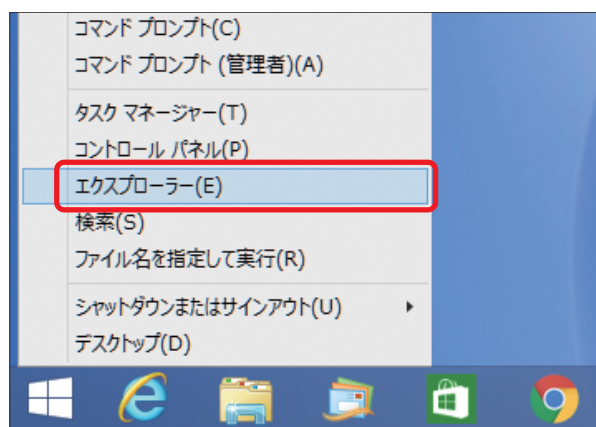 コマンド プロンプト(C)
コマンド プロンプト (管理者)(A)
タスク マネージャー(T)
コントロール パネル(P)
エクスプローラー(E)
検索(S)
ファイル名を指定して実行(R)
シャットダウンまたはサインアウト(U)
デスクトップ(D)